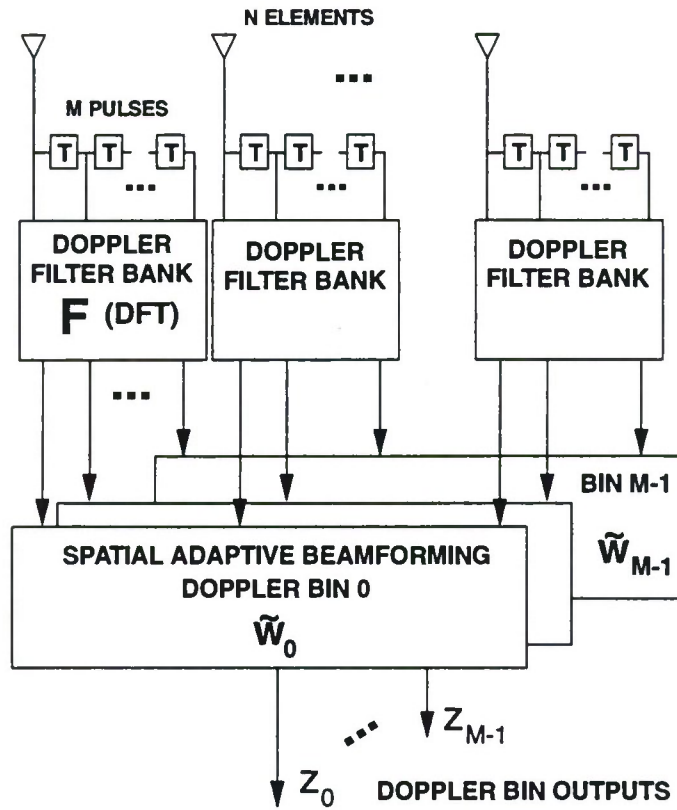 N ELEMENTS
M PULSES
T T T T T T T T T
DOPPLER
FILTER BANK
F (DFT)
DOPPLER
FILTER BANK
DOPPLER
FILTER BANK
BIN M-1
W̃M-1
SPATIAL ADAPTIVE BEAMFORMING
DOPPLER BIN 0
W̃0
ZM-1
Z0
DOPPLER BIN OUTPUTS